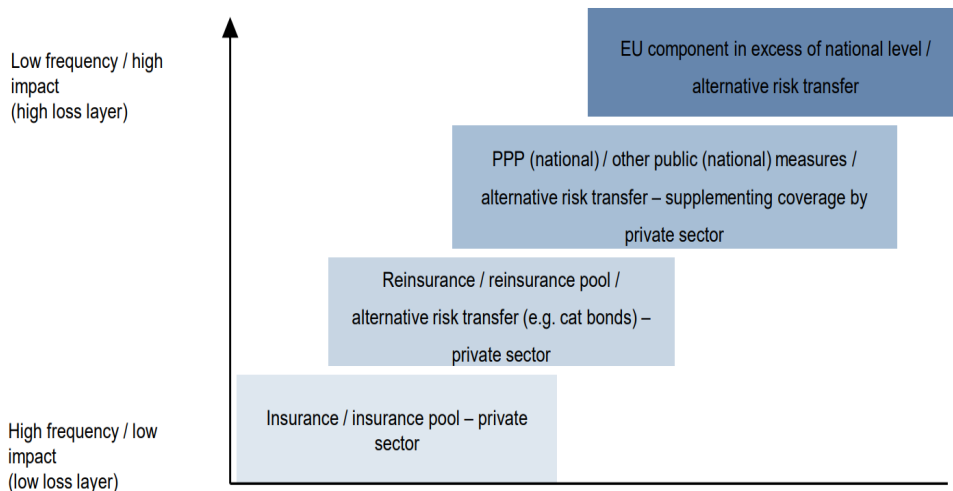 Low frequency / high
impact
(high loss layer)
EU component in excess of national level /
alternative risk transfer
PPP (national) / other public (national) measures /
alternative risk transfer – supplementing coverage by
private sector
Reinsurance / reinsurance pool /
alternative risk transfer (e.g. cat bonds) –
private sector
Insurance / insurance pool – private
sector
High frequency / low
impact
(low loss layer)